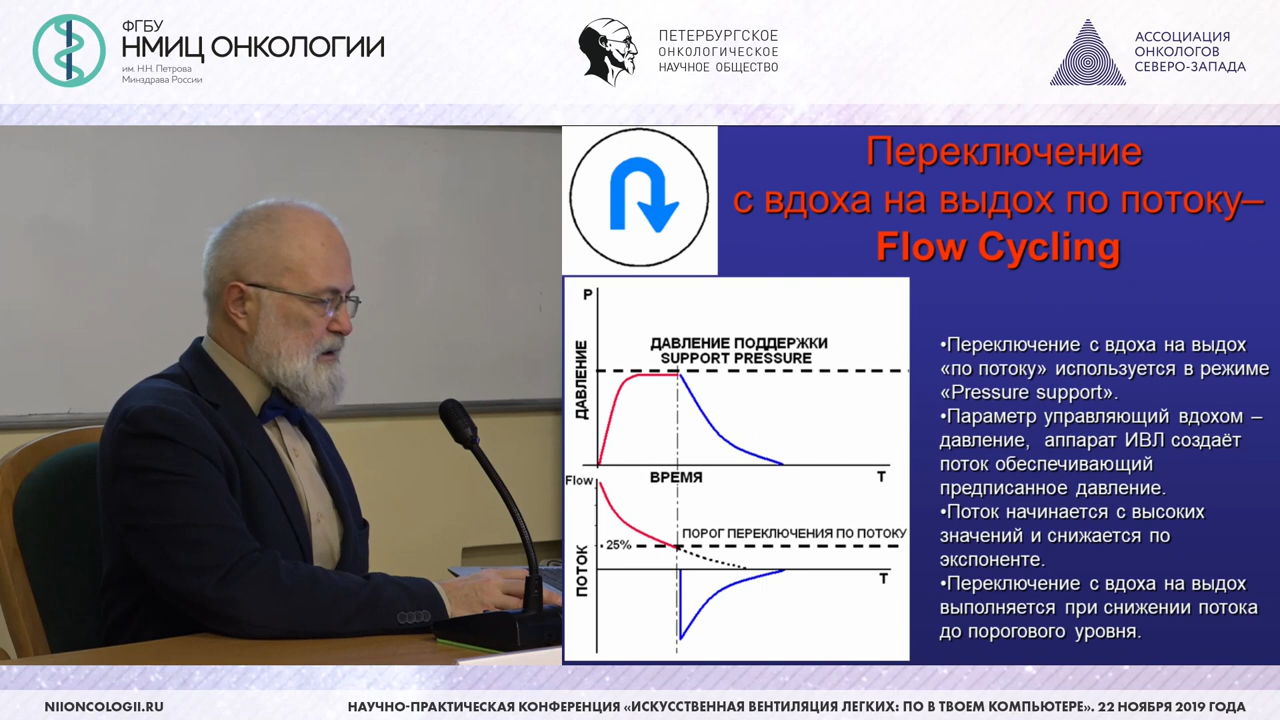 ФГБУ
НМИЦ ОНКОЛОГИИ
им. Н.Н. Петрова
Минздрава России
ПЕТЕРБУРГСКОЕ
ОНКОЛОГИЧЕСКОЕ
НАУЧНОЕ ОБЩЕСТВО
АССОЦИАЦИЯ
ОНКОЛОГОВ
СЕВЕРО-ЗАПАДА
Переключение
с вдоха на выдох по потоку–
Flow Cycling
P
ДАВЛЕНИЕ
ДАВЛЕНИЕ ПОДДЕРЖКИ
SUPPORT PRESSURE
ВРЕМЯ
T
Flow
ПОТОК
25%
ПОРОГ ПЕРЕКЛЮЧЕНИЯ ПО ПОТОКУ
T
•Переключение с вдоха на выдох
«по потоку» используется в режиме
«Pressure support».
•Параметр управляющий вдохом –
давление, аппарат ИВЛ создаёт
поток обеспечивающий
предписанное давление.
•Поток начинается с высоких
значений и снижается по
экспоненте.
•Переключение с вдоха на выдох
выполняется при снижении потока
до порогового уровня.
NIIONCOLOGII.RU
НАУЧНО-ПРАКТИЧЕСКАЯ КОНФЕРЕНЦИЯ «ИСКУССТВЕННАЯ ВЕНТИЛЯЦИЯ ЛЕГКИХ: ПО В ТВОЕМ КОМПЬЮТЕРЕ». 22 НОЯБРЯ 2019 ГОДА